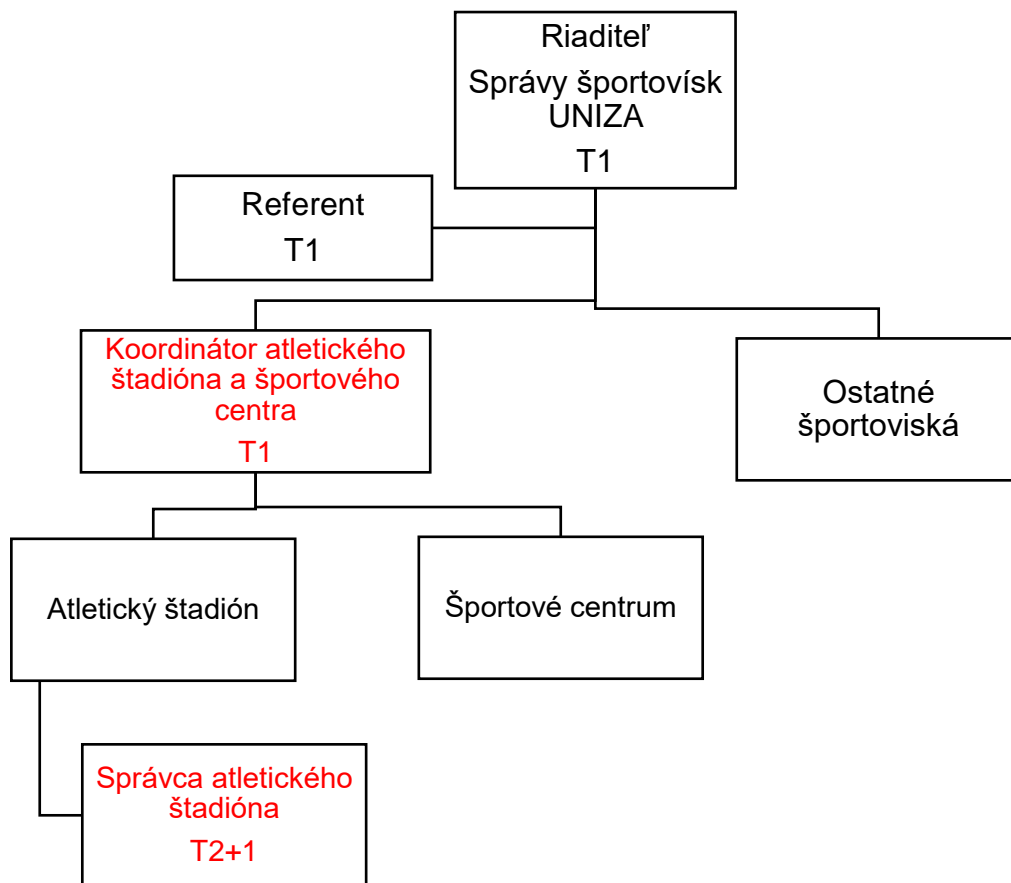 Riaditeľ
Správy športovísk
UNIZA
T1
Referent
T1
Koordinátor atletického
štadióna a športového
centra
T1
Ostatné
športoviská
Atletický štadión
Športové centrum
Správca atletického
štadióna
T2+1